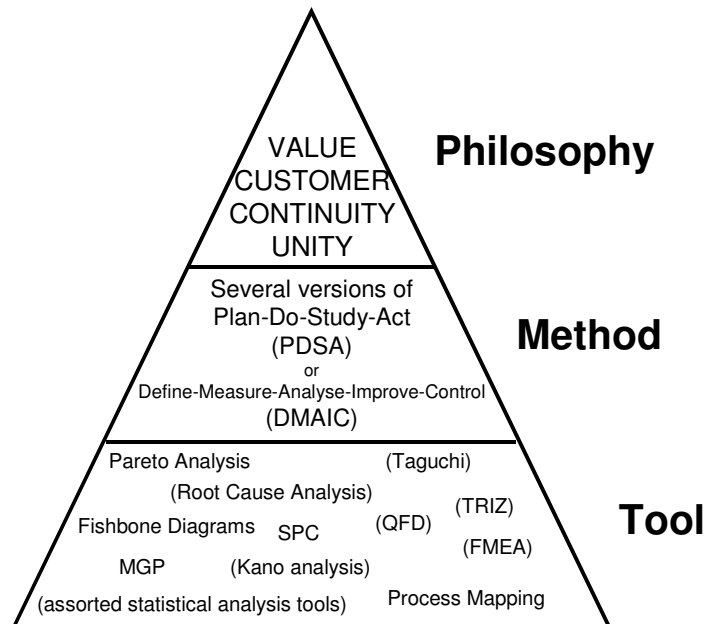 VALUE
CUSTOMER
CONTINUITY
UNITY
Philosophy
Several versions of
Plan-Do-Study-Act
(PDSA)
or
Define-Measure-Analyse-Improve-Control
(DMAIC)
Method
Pareto Analysis (Taguchi)
(Root Cause Analysis)
(TRIZ)
Fishbone Diagrams SPC (QFD)
(FMEA)
MGP (Kano analysis)
(assorted statistical analysis tools) Process Mapping
Tool